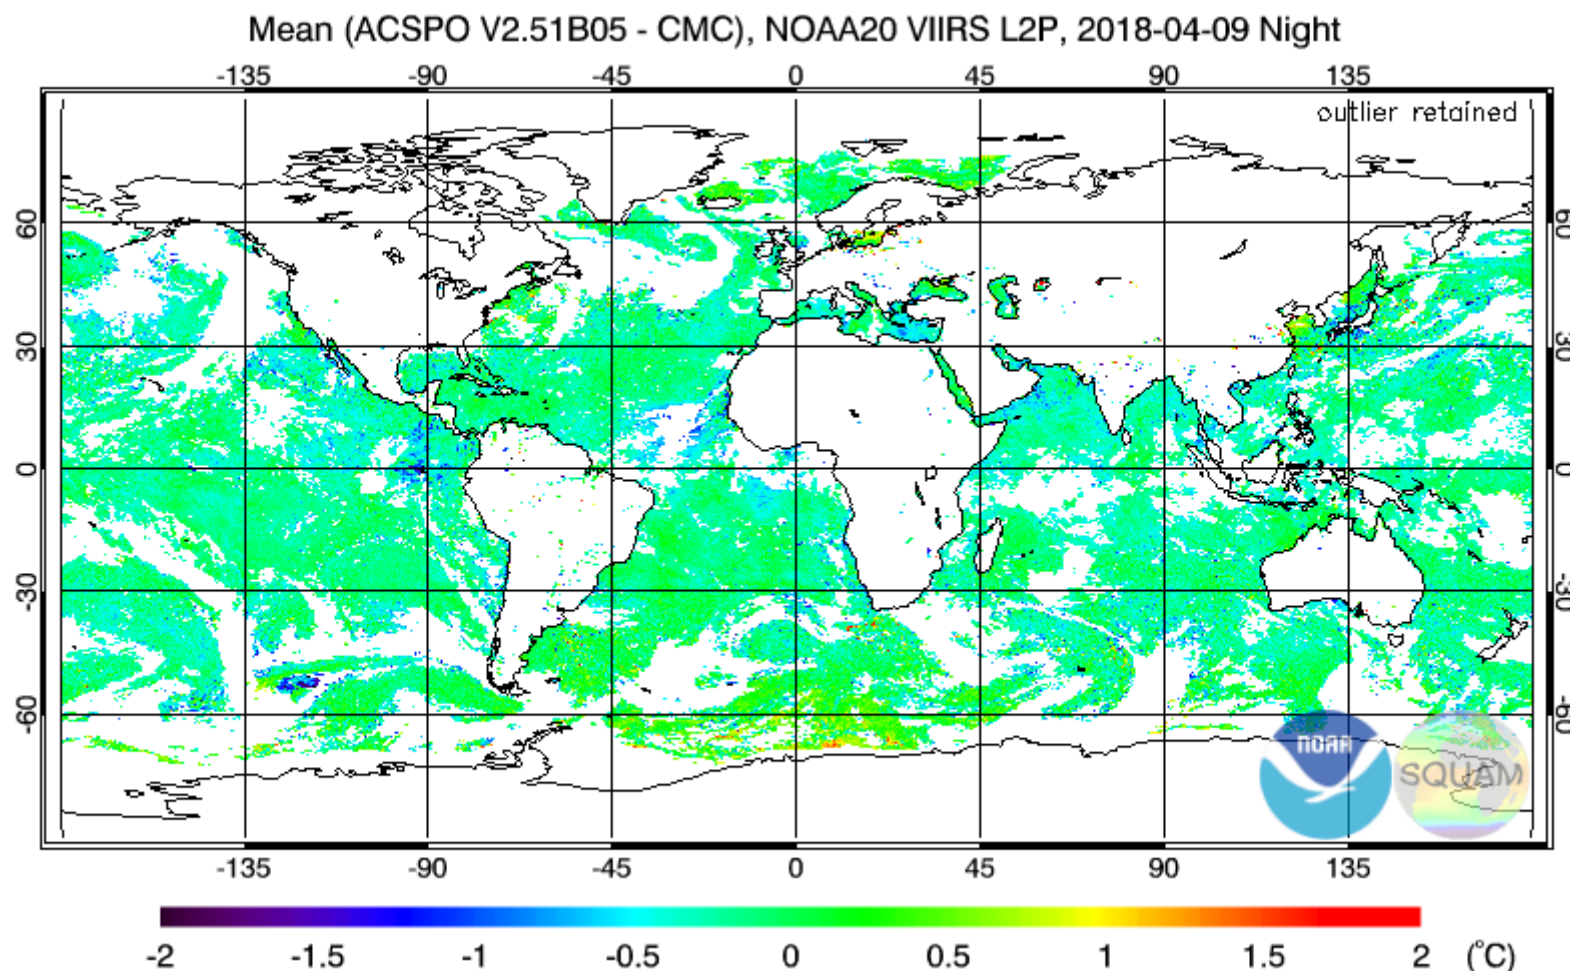 Mean (ACSPO V2.51B05 - CMC), NOAA20 VIIRS L2P, 2018-04-09 Night
-135 -90 -45 0 45 90 135
outlier retained
60 60
30 30
0 0
-30 -30
-60 -60
NOAA SQUAM
-135 -90 -45 0 45 90 135
-2 -1.5 -1 -0.5 0 0.5 1 1.5 2 (°C)